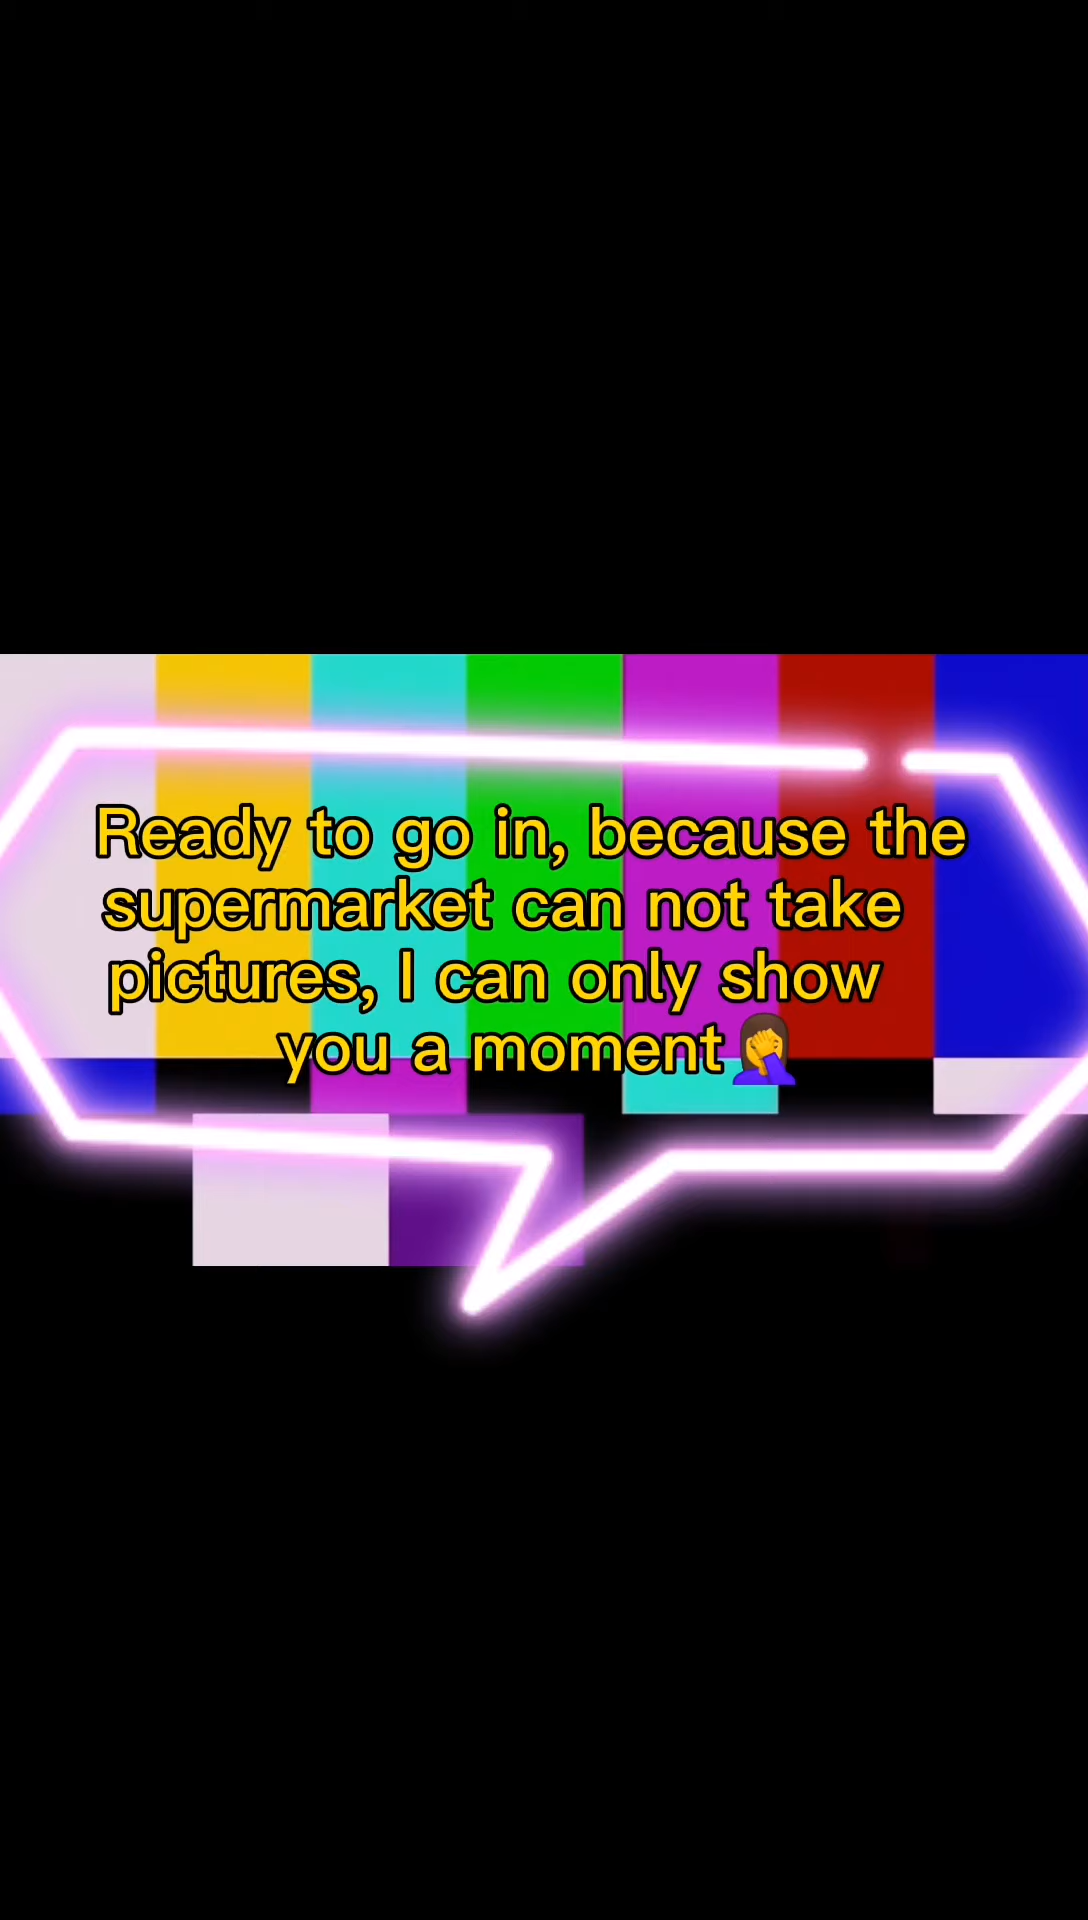 Ready to go in, because the
supermarket can not take
pictures, I can only show
you a moment🤦‍♀️